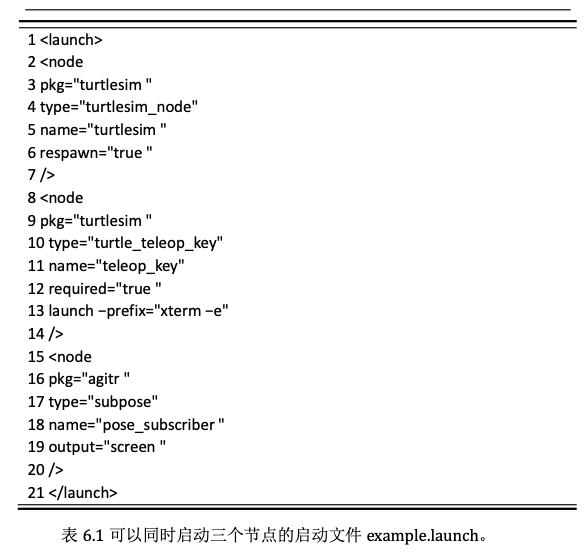 1 <launch>
2 <node
3 pkg="turtlesim "
4 type="turtlesim_node"
5 name="turtlesim "
6 respawn="true "
7 />
8 <node
9 pkg="turtlesim "
10 type="turtle_teleop_key"
11 name="teleop_key"
12 required="true "
13 launch −prefix="xterm −e"
14 />
15 <node
16 pkg="agitr "
17 type="subpose"
18 name="pose_subscriber "
19 output="screen "
20 />
21 </launch>
表 6.1 可以同时启动三个节点的启动文件 example.launch。